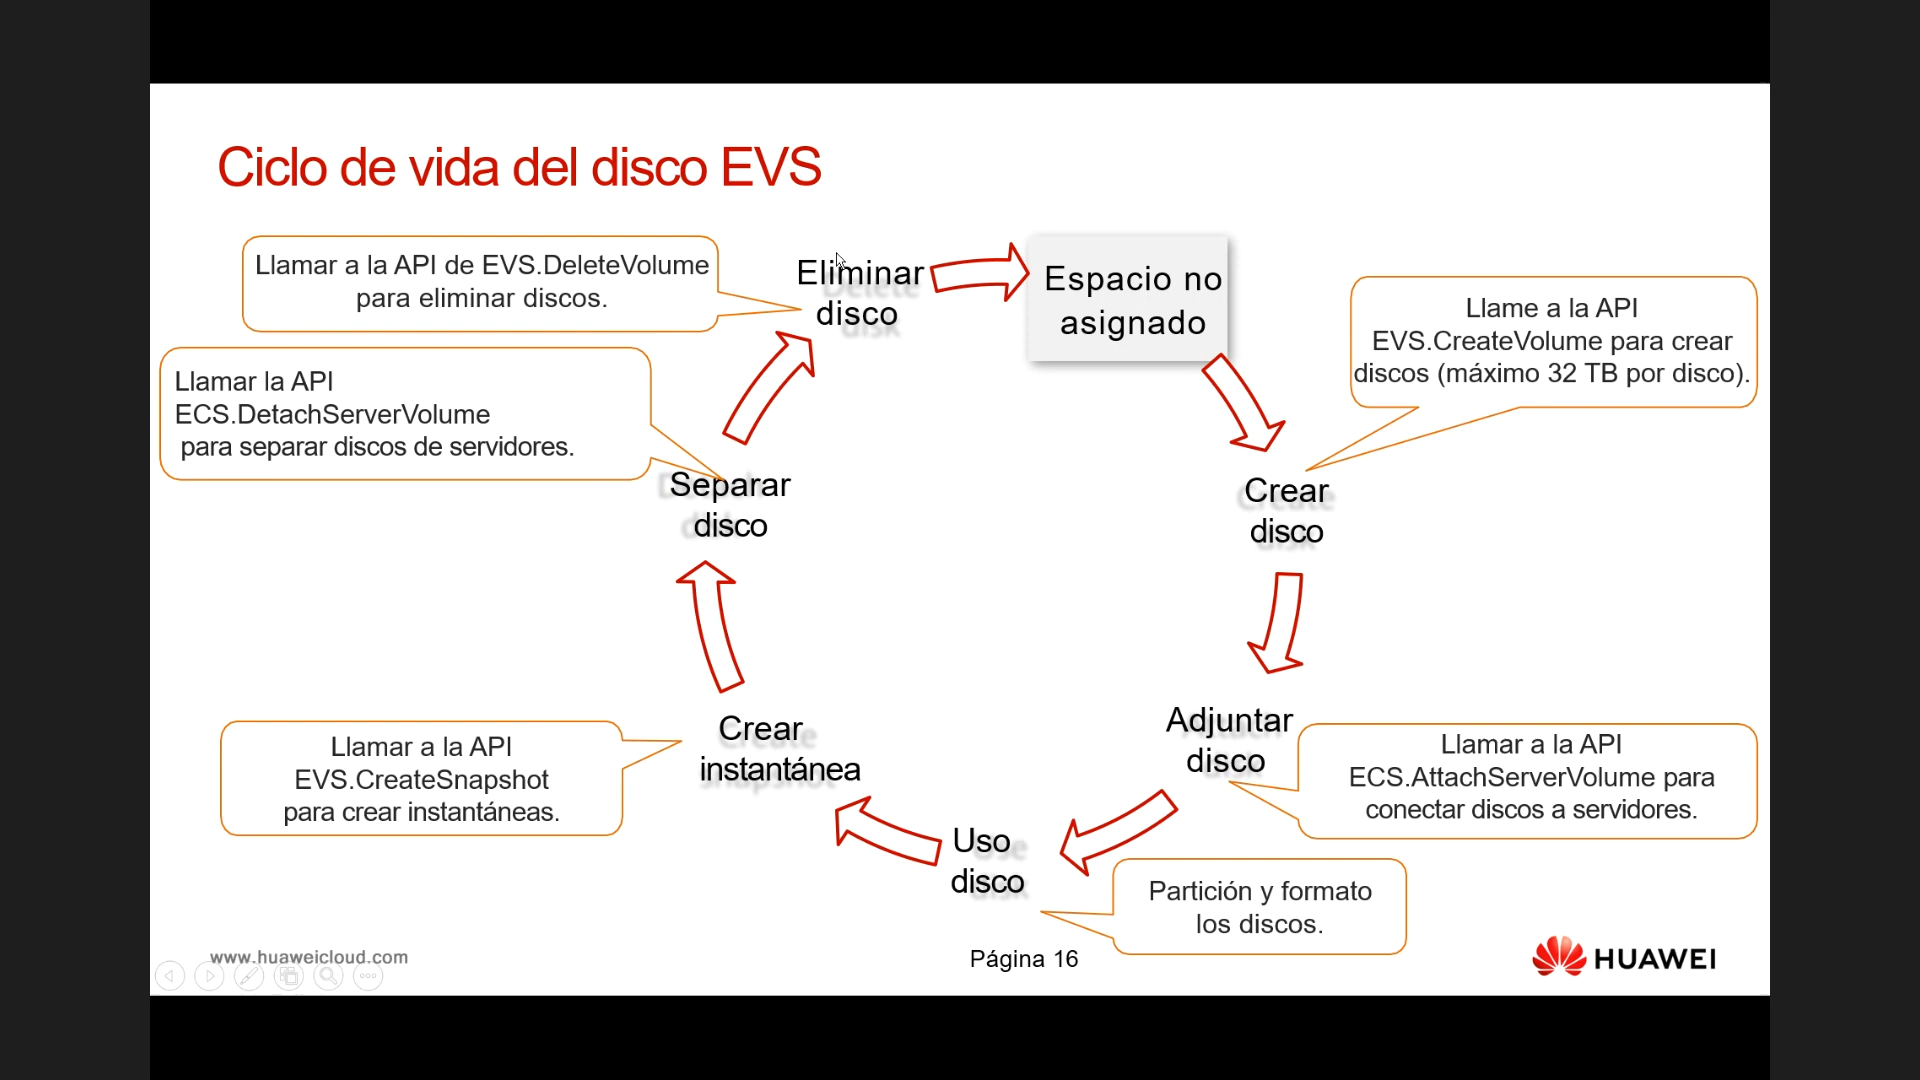 Ciclo de vida del disco EVS
Llamar a la API de EVS.DeleteVolume
para eliminar discos.
Eliminar
disco
Espacio no
asignado
Llame a la API
EVS.CreateVolume para crear
discos (máximo 32 TB por disco).
Llamar la API
ECS.DetachServerVolume
para separar discos de servidores.
Separar
disco
Crear
disco
Crear
instantánea
Adjuntar
disco
Llamar a la API
EVS.CreateSnapshot
para crear instantáneas.
Llamar a la API
ECS.AttachServerVolume para
conectar discos a servidores.
Uso
disco
Partición y formato
los discos.
www.huaweicloud.com
Página 16
HUAWEI